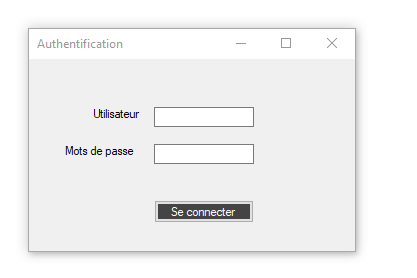 Authentification
Utilisateur
Mots de passe
Se connecter